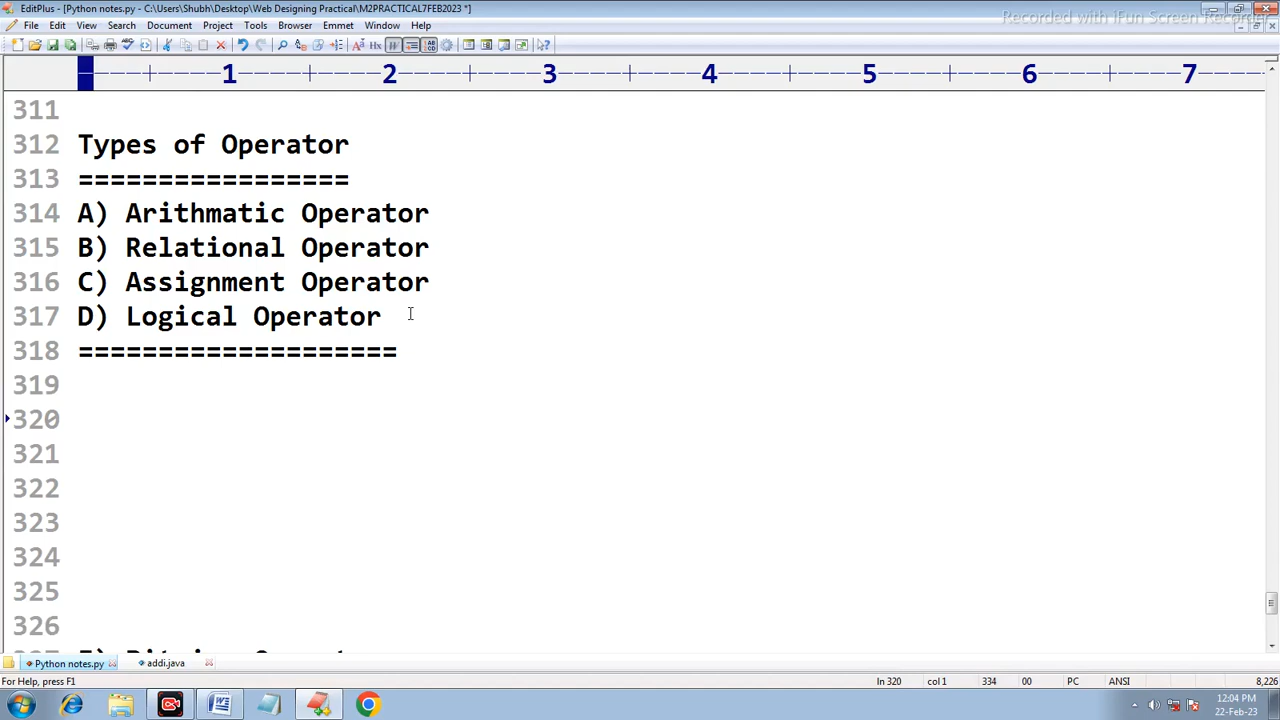 EditPlus - [Python notes.py - C:\Users\Shubh\Desktop\Web Designing Practical\M2PRACTICAL7FEB2023 *]
Recorded with iFun Screen Recorder
File Edit View Search Document Project Tools Browser Emmet Window Help
1 2 3 4 5 6 7
311
312 Types of Operator
313 =================
314 A) Arithmatic Operator
315 B) Relational Operator
316 C) Assignment Operator
317 D) Logical Operator
318 ====================
319
320
321
322
323
324
325
326
Python notes.py addi.java
For Help, press F1 ln 320 col 1 334 00 PC ANSI 8,226
12:04 PM
22-Feb-23